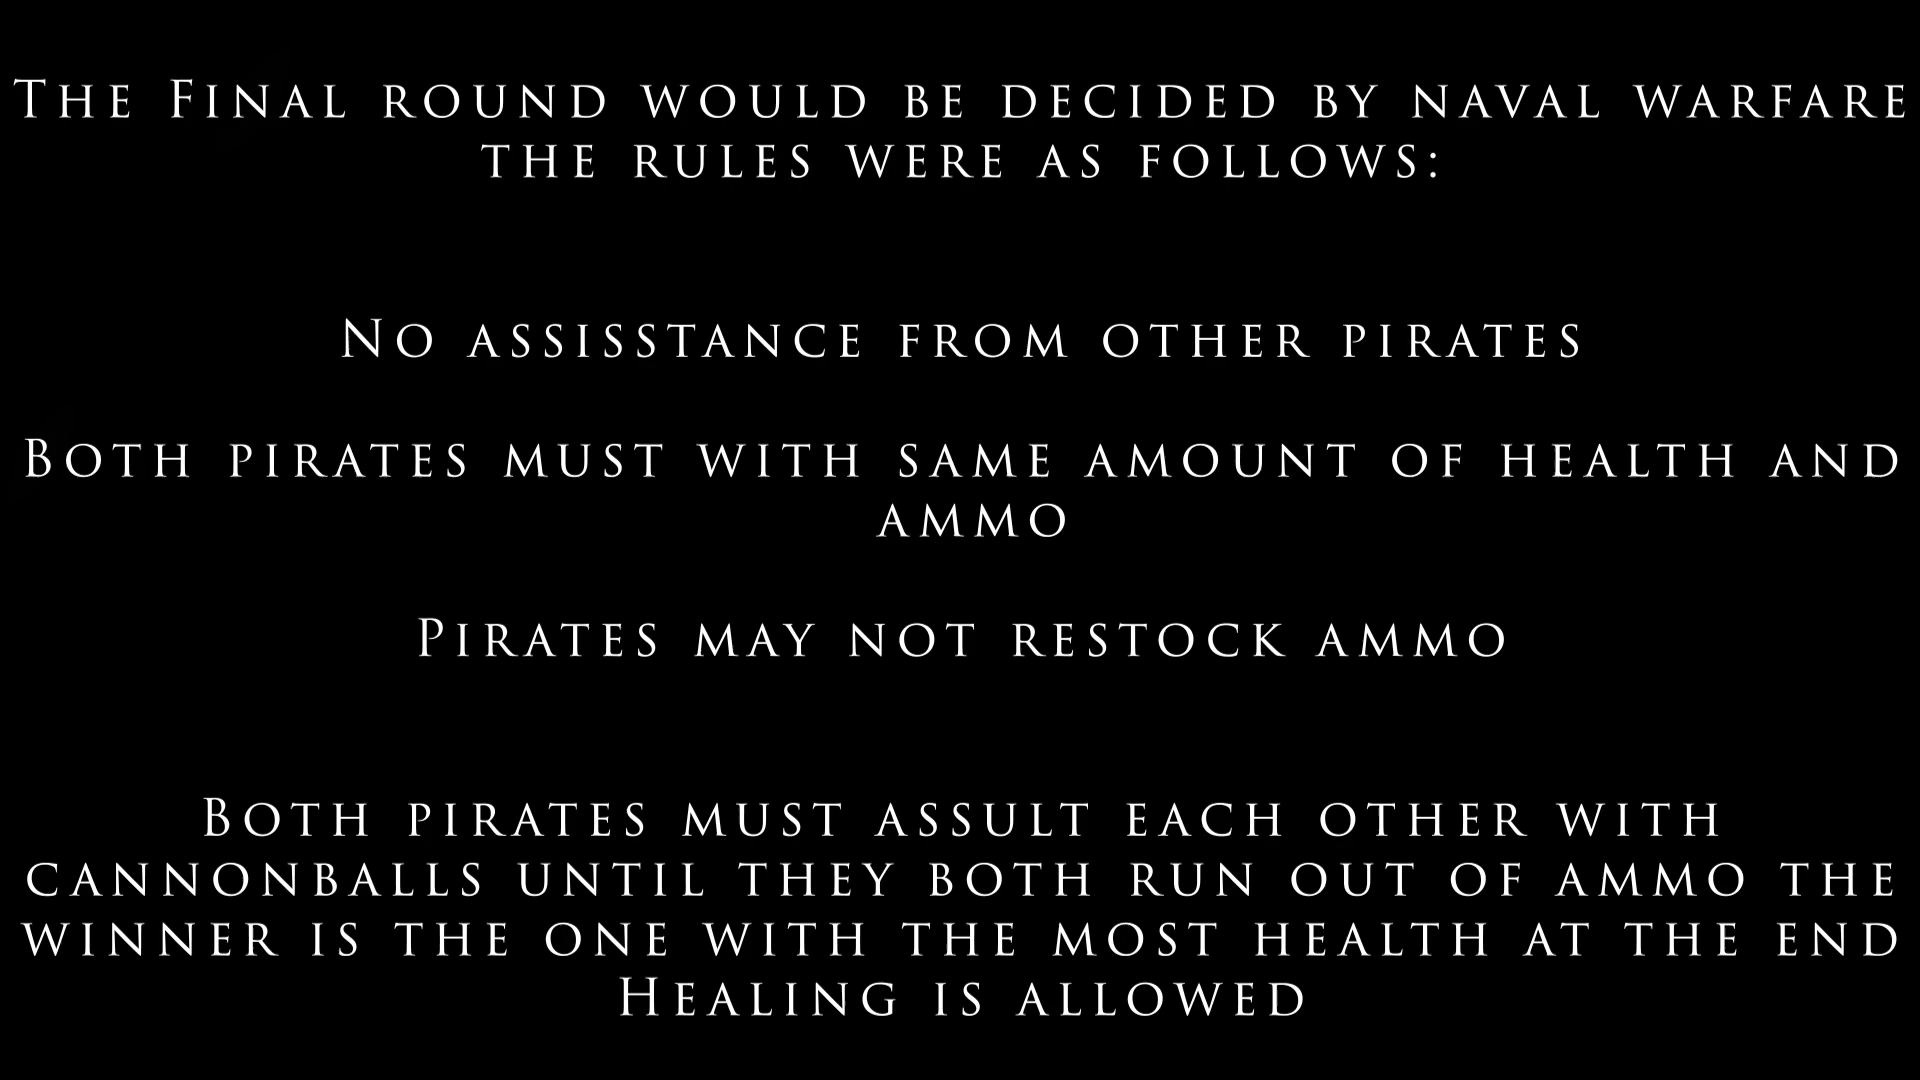 The Final round would be decided by naval warfare
the rules were as follows:
No assisstance from other pirates
Both pirates must with same amount of health and
ammo
Pirates may not restock ammo
Both pirates must assult each other with
cannonballs until they both run out of ammo the
winner is the one with the most health at the end
Healing is allowed